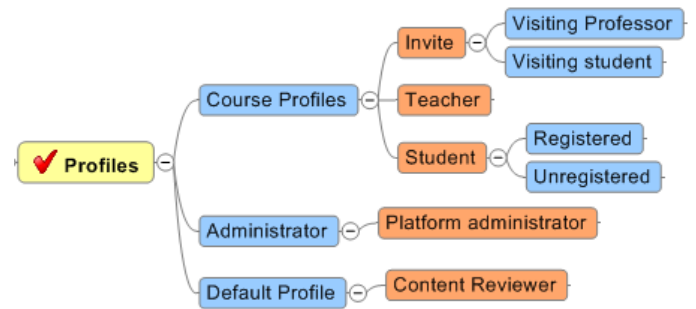 Profiles
Course Profiles
Invite
Visiting Professor
Visiting student
Teacher
Student
Registered
Unregistered
Administrator
Platform administrator
Default Profile
Content Reviewer